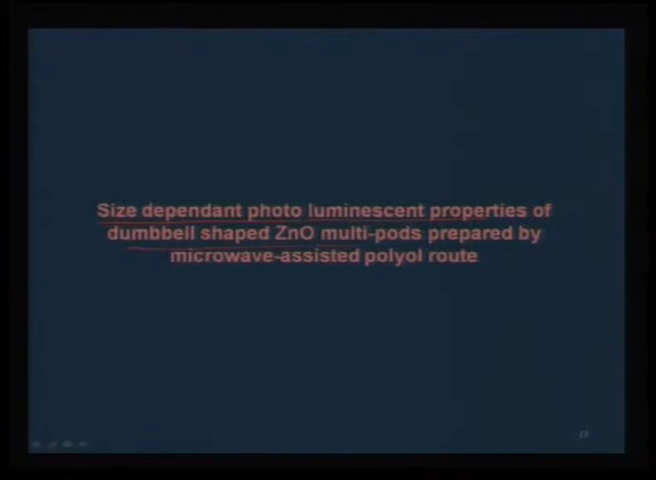 Size dependant photo luminescent properties of
dumbbell shaped ZnO multi-pods prepared by
microwave-assisted polyol route